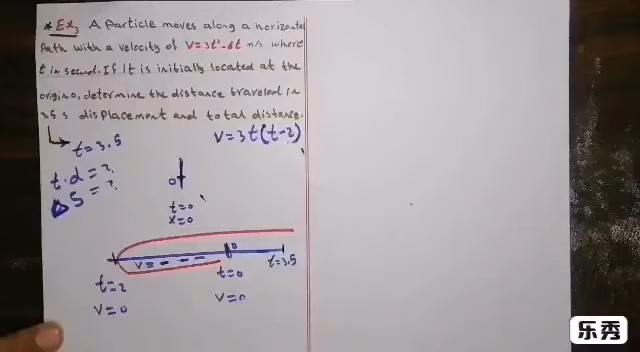 * Ex3 A Particle moves along a horizontal
Path with a velocity of V=3t²-6t m/s where
t in second. If It is initially located at the
origin o, determine the distance traveled in
3.5 s displacement and total distance.
t=3.5
V=3t(t-2)
t.d=?
ΔS=?
0
t=0
x=0
0
V=- - - -
t=0
t=3.5
t=2
V=0
V=0
乐秀